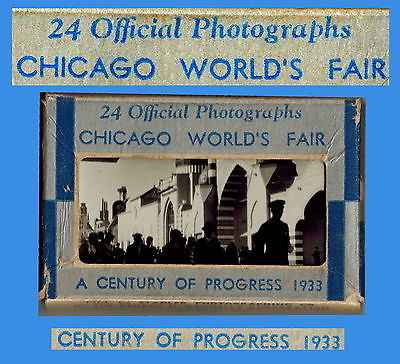 24 Official Photographs
CHICAGO WORLD'S FAIR
24 Official Photographs
CHICAGO WORLD'S FAIR
A CENTURY OF PROGRESS 1933
CENTURY OF PROGRESS 1933